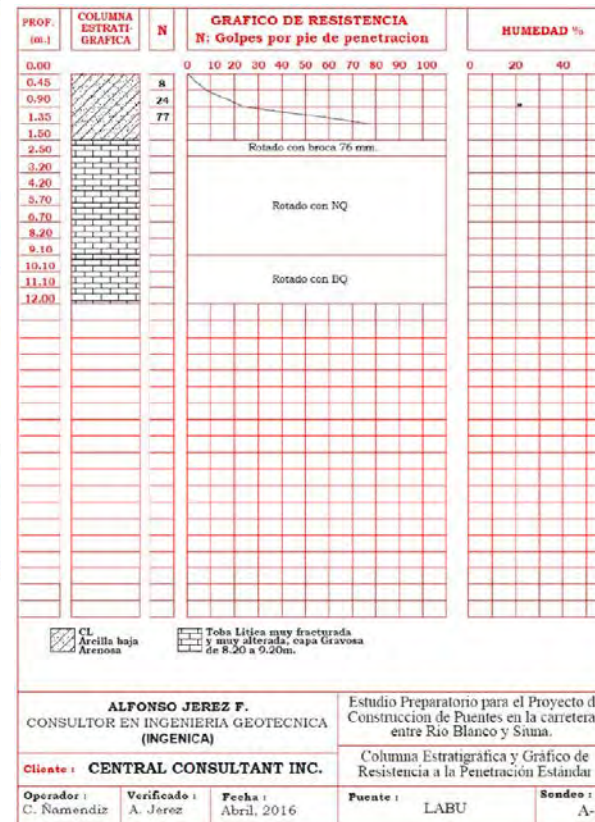 PROF. (m.)
COLUMNA ESTRATI- GRAFICA
N
GRAFICO DE RESISTENCIA
N: Golpes por pie de penetracion
HUMEDAD %
0.00
0 10 20 30 40 50 60 70 80 90 100
0 20 40
0.45 8
0.90 24
1.35 77
1.50
2.50 Rotado con broca 76 mm.
3.20
4.20
5.70 Rotado con NQ
6.70
8.20
9.10
10.10
11.10 Rotado con BQ
12.00
CL
Arcilla baja
Arenosa
Toba Litica muy fracturada
y muy alterada, capa Gravosa
de 8.20 a 9.20m.
ALFONSO JEREZ F.
CONSULTOR EN INGENIERIA GEOTECNICA
(INGENICA)
Estudio Preparatorio para el Proyecto d
Construccion de Puentes en la carretera
entre Rio Blanco y Siuna.
Cliente : CENTRAL CONSULTANT INC.
Columna Estratigráfica y Gráfico de
Resistencia a la Penetración Estándar
Operador :
C. Ñamendiz
Verificado :
A. Jerez
Fecha :
Abril, 2016
Puente :
LABU
Sondeo :
A-